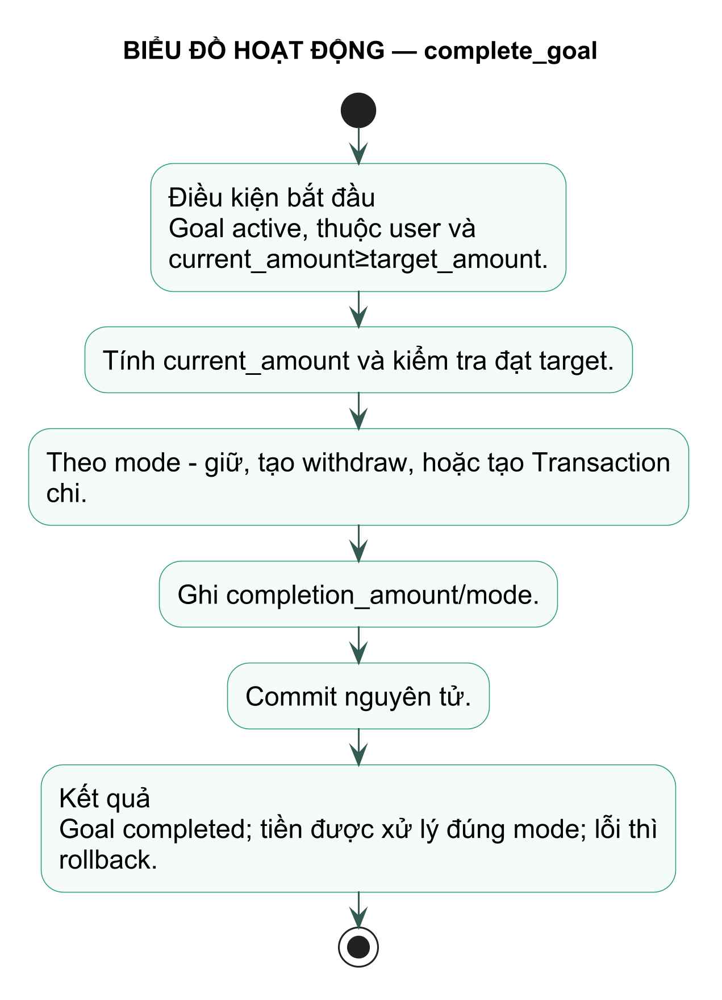 BIỂU ĐỒ HOẠT ĐỘNG — complete_goal
Điều kiện bắt đầu
Goal active, thuộc user và
current_amount≥target_amount.
Tính current_amount và kiểm tra đạt target.
Theo mode - giữ, tạo withdraw, hoặc tạo Transaction
chi.
Ghi completion_amount/mode.
Commit nguyên tử.
Kết quả
Goal completed; tiền được xử lý đúng mode; lỗi thì
rollback.